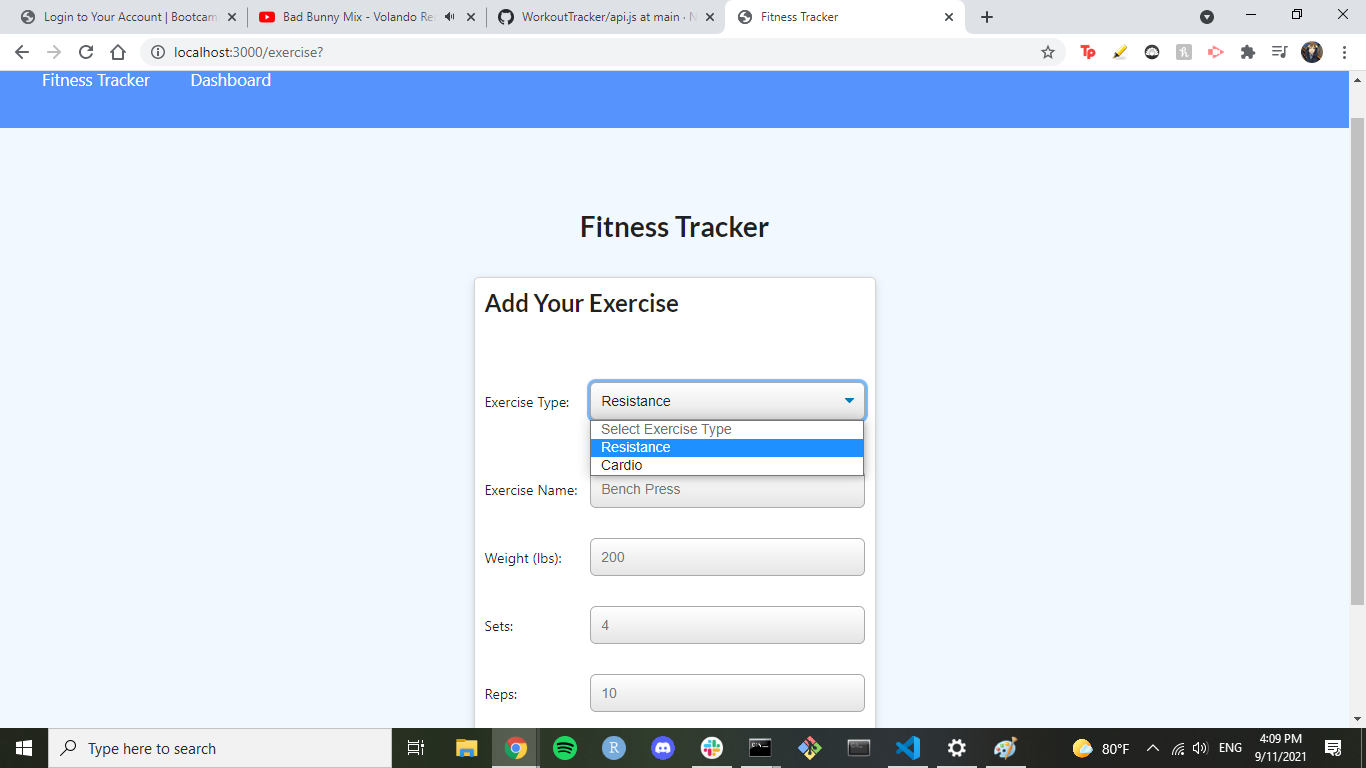 Login to Your Account | Bootcam
Bad Bunny Mix - Volando Re
WorkoutTracker/api.js at main · N
Fitness Tracker
localhost:3000/exercise?
Fitness Tracker
Dashboard
Fitness Tracker
Add Your Exercise
Exercise Type:
Resistance
Select Exercise Type
Resistance
Cardio
Exercise Name:
Bench Press
Weight (lbs):
200
Sets:
4
Reps:
10
Type here to search
80°F
ENG
4:09 PM
9/11/2021